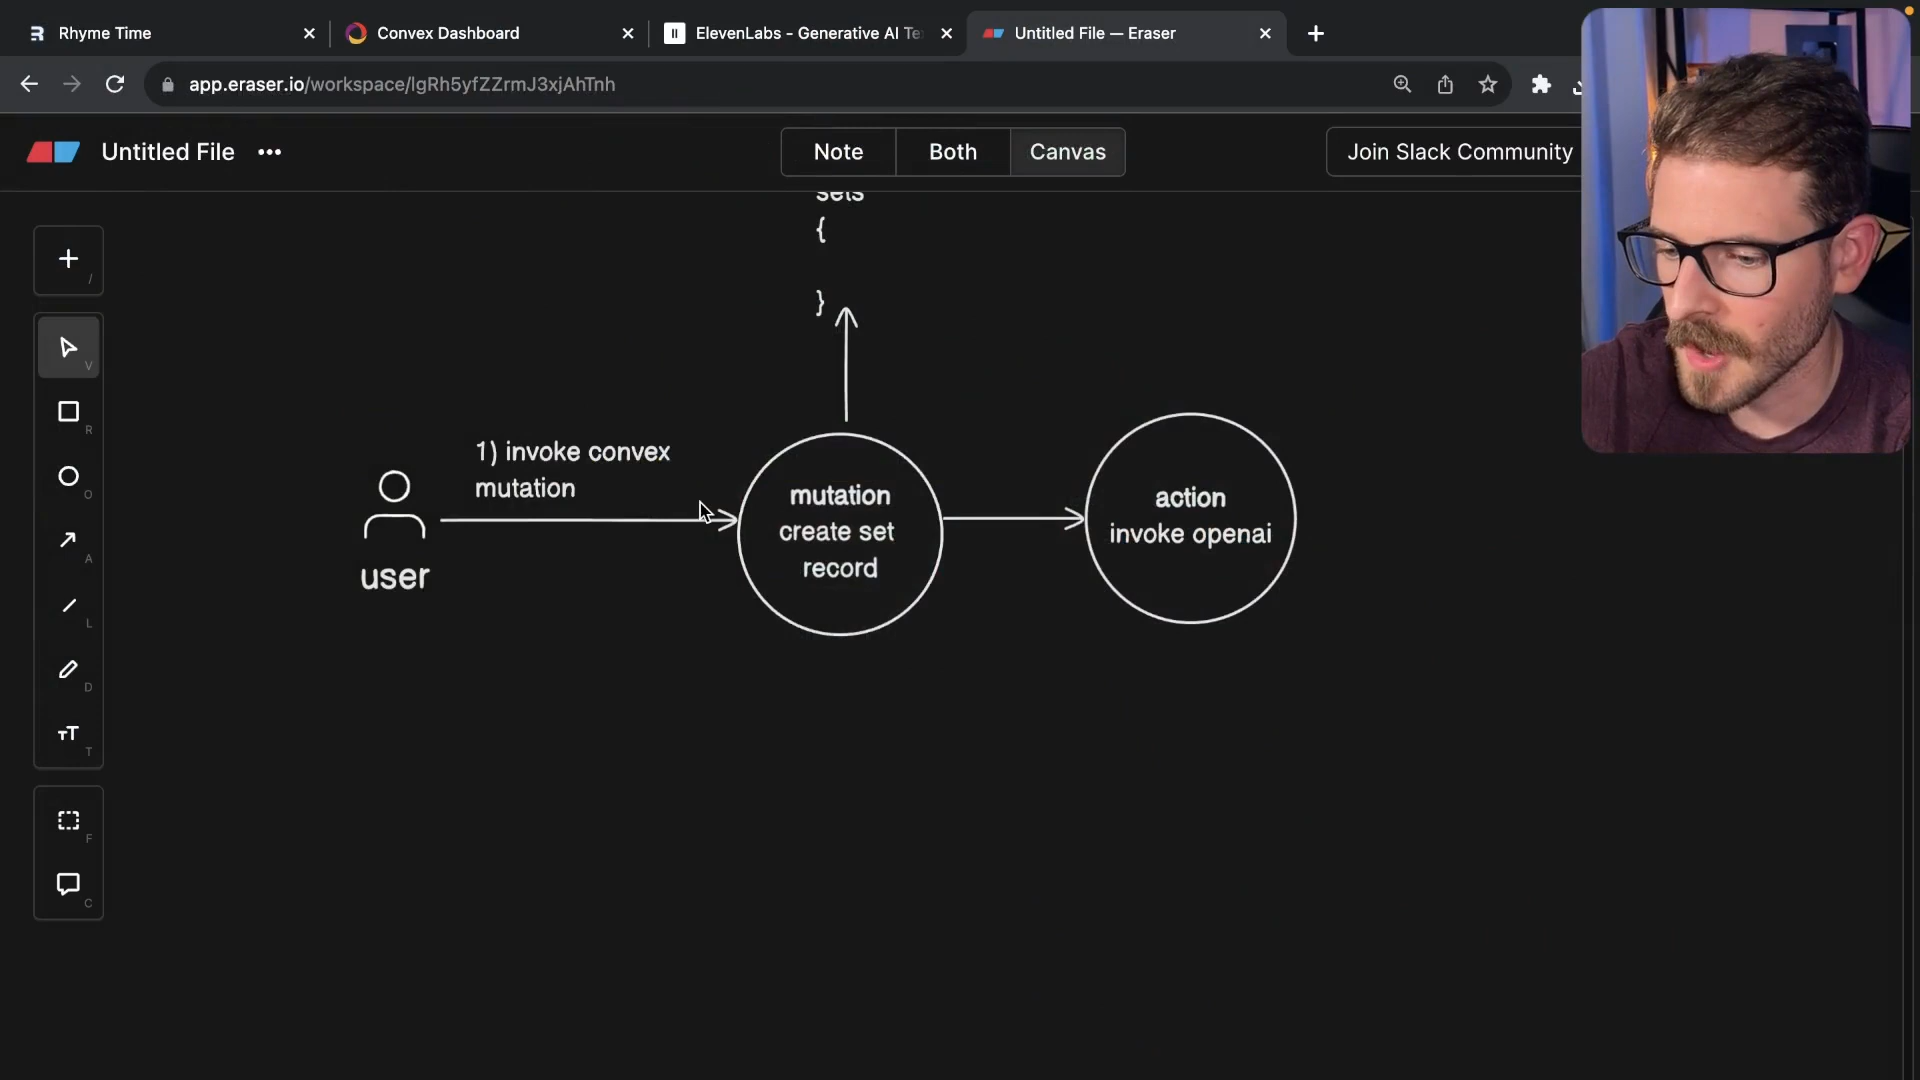 Rhyme Time
Convex Dashboard
ElevenLabs - Generative AI Te
Untitled File — Eraser
app.eraser.io/workspace/lgRh5yfZZrmJ3xjAhTnh
Untitled File
Note
Both
Canvas
Join Slack Community
/
V
R
O
A
L
D
T
F
C
sets
{
}
1) invoke convex
mutation
user
mutation
create set
record
action
invoke openai